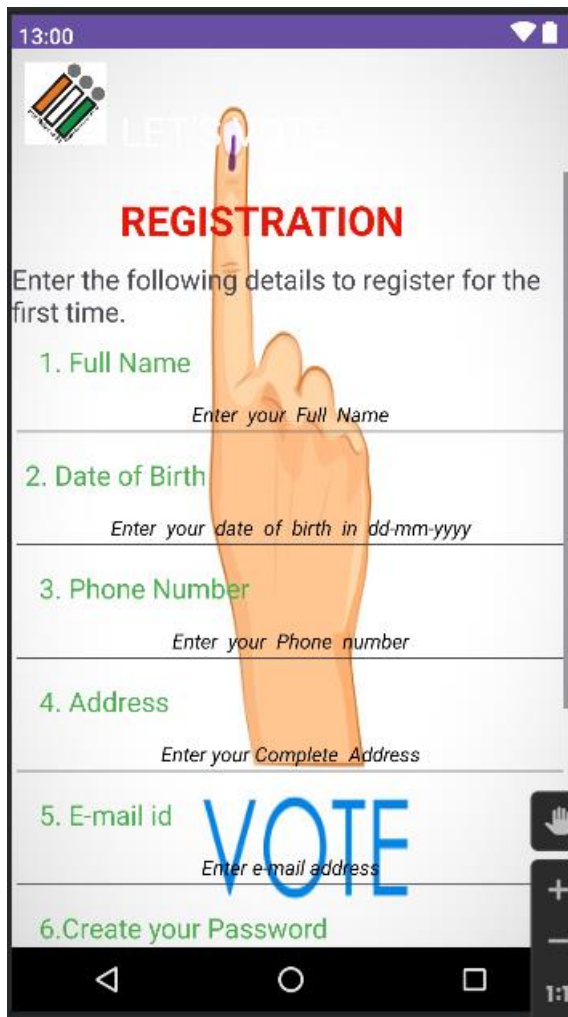 13:00
LET'S VOTE
REGISTRATION
Enter the following details to register for the
first time.
1. Full Name
Enter your Full Name
2. Date of Birth
Enter your date of birth in dd-mm-yyyy
3. Phone Number
Enter your Phone number
4. Address
Enter your Complete Address
5. E-mail id
VOTE
Enter e-mail address
6.Create your Password
1:1